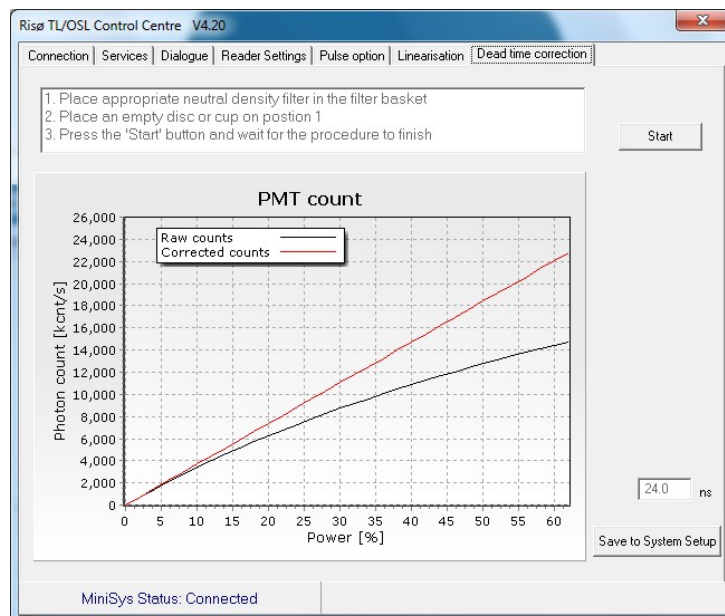 Risø TL/OSL Control Centre V4.20
Connection Services Dialogue Reader Settings Pulse option Linearisation Dead time correction
1. Place appropriate neutral density filter in the filter basket
2. Place an empty disc or cup on postion 1
3. Press the 'Start' button and wait for the procedure to finish
Start
PMT count
Photon count [kcnt/s]
26,000
24,000
22,000
20,000
18,000
16,000
14,000
12,000
10,000
8,000
6,000
4,000
2,000
0
Raw counts
Corrected counts
0 5 10 15 20 25 30 35 40 45 50 55 60
Power [%]
24.0 ns
Save to System Setup
MiniSys Status: Connected